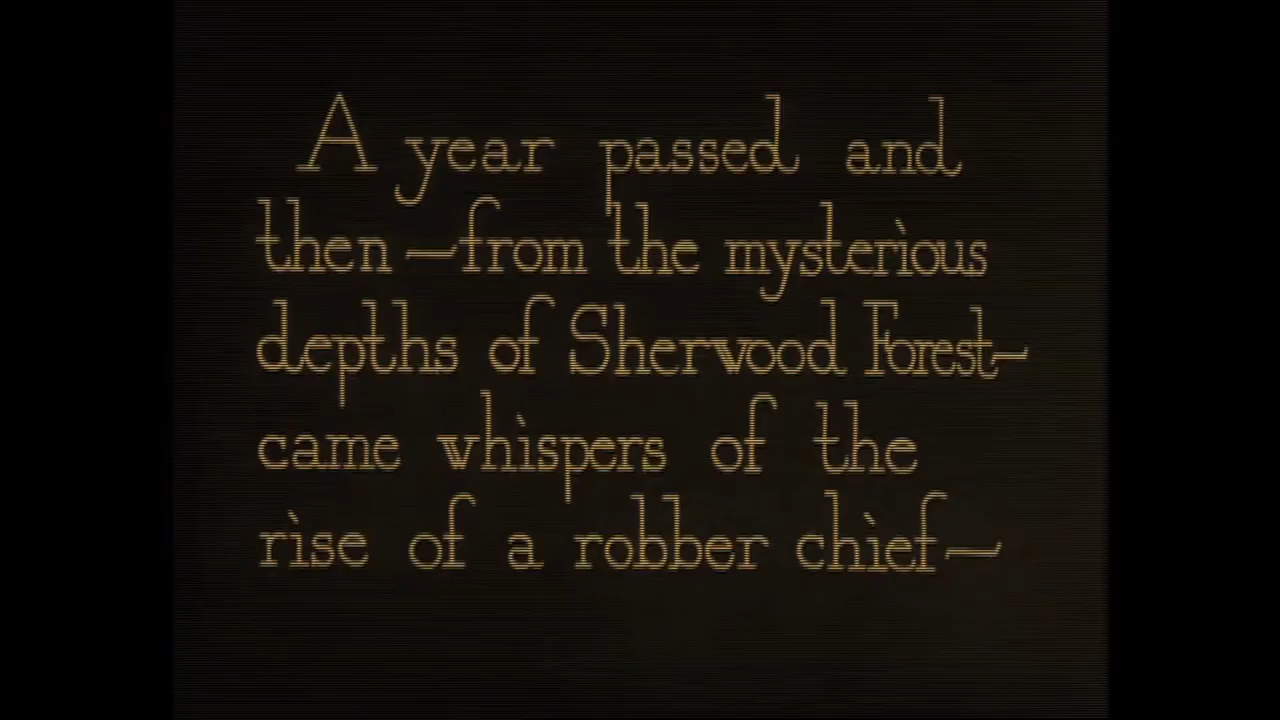 A year passed and
then—from the mysterious
depths of Sherwood Forest—
came whispers of the
rise of a robber chief—